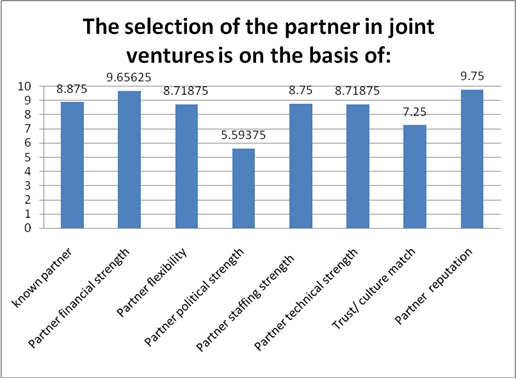 The selection of the partner in joint
ventures is on the basis of:
10
9
8
7
6
5
4
3
2
1
0
8.875
9.65625
8.71875
5.59375
8.75
8.71875
7.25
9.75
known partner
Partner financial strength
Partner flexibility
Partner political strength
Partner staffing strength
Partner technical strength
Trust/ culture match
Partner reputation